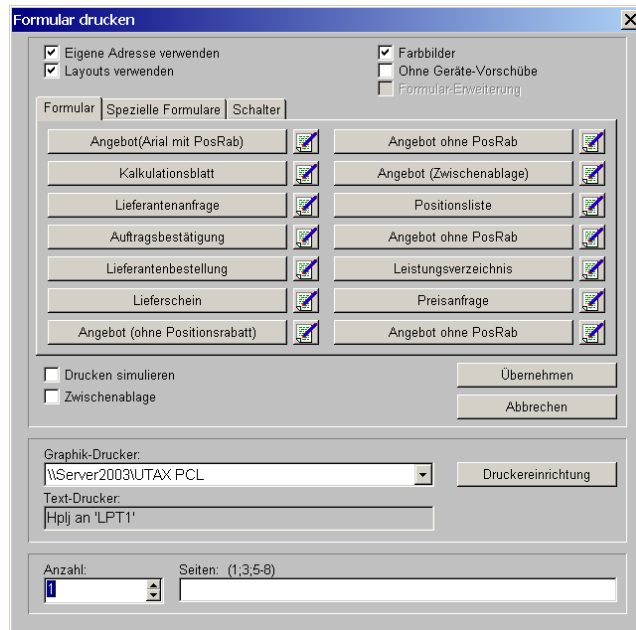 Formular drucken
Eigene Adresse verwenden
Layouts verwenden
Farbbilder
Ohne Geräte-Vorschübe
Formular-Erweiterung
Formular Spezielle Formulare Schalter
Angebot(Arial mit PosRab) Angebot ohne PosRab
Kalkulationsblatt Angebot (Zwischenablage)
Lieferantenanfrage Positionsliste
Auftragsbestätigung Angebot ohne PosRab
Lieferantenbestellung Leistungsverzeichnis
Lieferschein Preisanfrage
Angebot (ohne Positionsrabatt) Angebot ohne PosRab
Drucken simulieren
Zwischenablage
Übernehmen
Abbrechen
Graphik-Drucker:
\\Server2003\UTAX PCL
Druckereinrichtung
Text-Drucker:
Hplj an 'LPT1'
Anzahl: Seiten: (1;3;5-8)
1